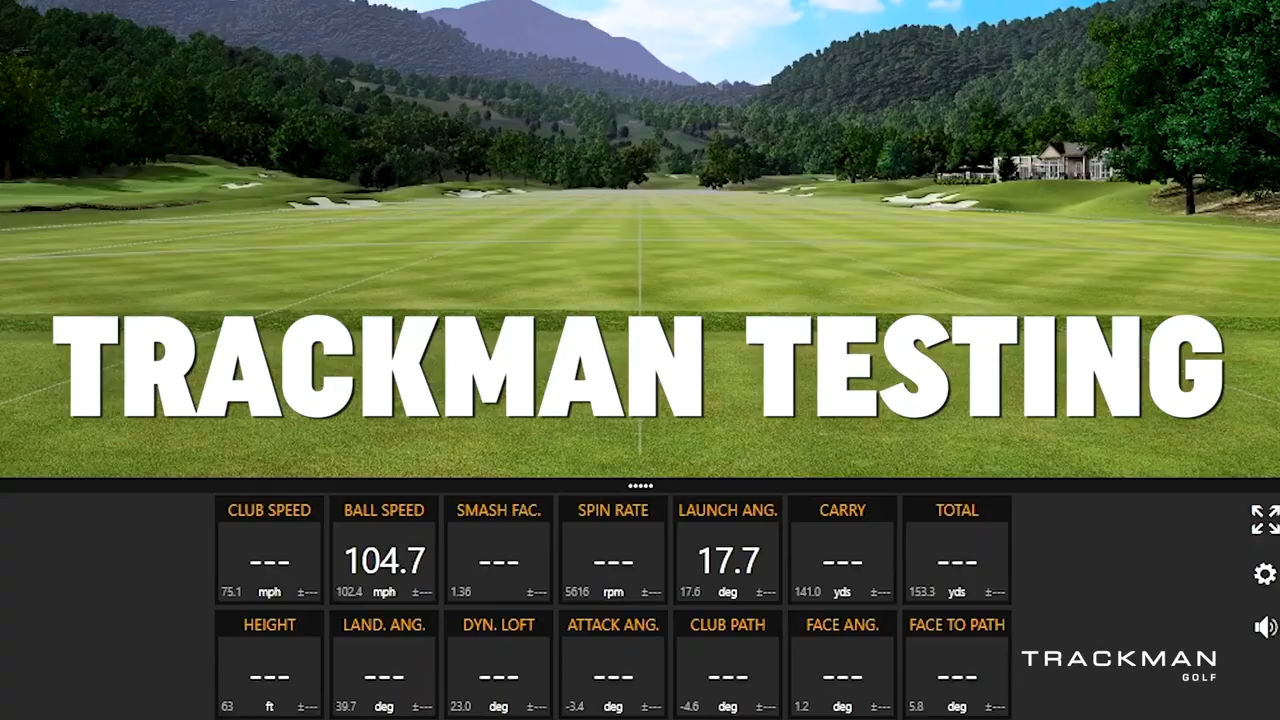 TRACKMAN TESTING
CLUB SPEED BALL SPEED SMASH FAC. SPIN RATE LAUNCH ANG. CARRY TOTAL
--- 104.7 --- --- 17.7 --- ---
75.1 mph ±--- 102.4 mph ±--- 1.36 ±--- 5616 rpm ±--- 17.6 deg ±--- 141.0 yds ±--- 153.3 yds ±---
HEIGHT LAND. ANG. DYN. LOFT ATTACK ANG. CLUB PATH FACE ANG. FACE TO PATH
--- --- --- --- --- --- ---
63 ft ±--- 39.7 deg ±--- 23.0 deg ±--- -3.4 deg ±--- -4.6 deg ±--- 1.2 deg ±--- 5.8 deg ±---
TRACKMAN
GOLF